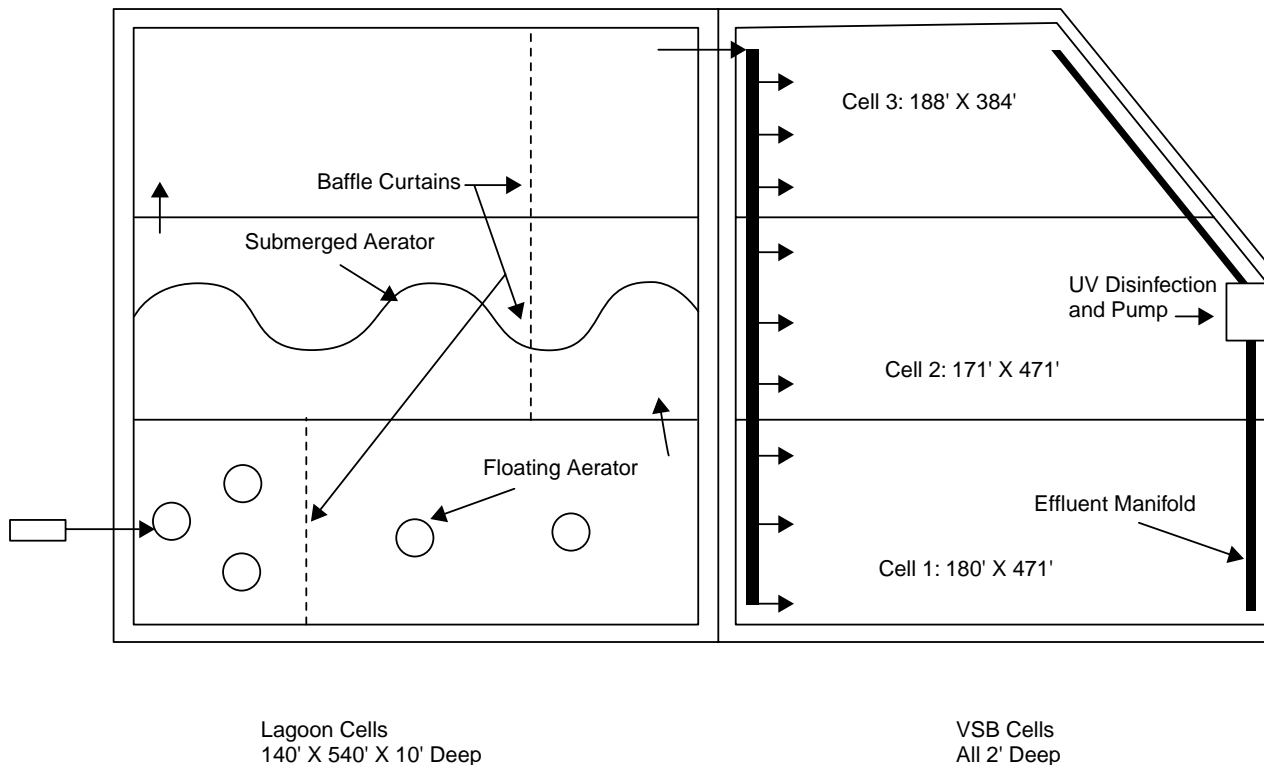 Cell 3: 188' X 384'
Baffle Curtains
Submerged Aerator
UV Disinfection
and Pump
Cell 2: 171' X 471'
Floating Aerator
Effluent Manifold
Cell 1: 180' X 471'
Lagoon Cells
140' X 540' X 10' Deep
VSB Cells
All 2' Deep